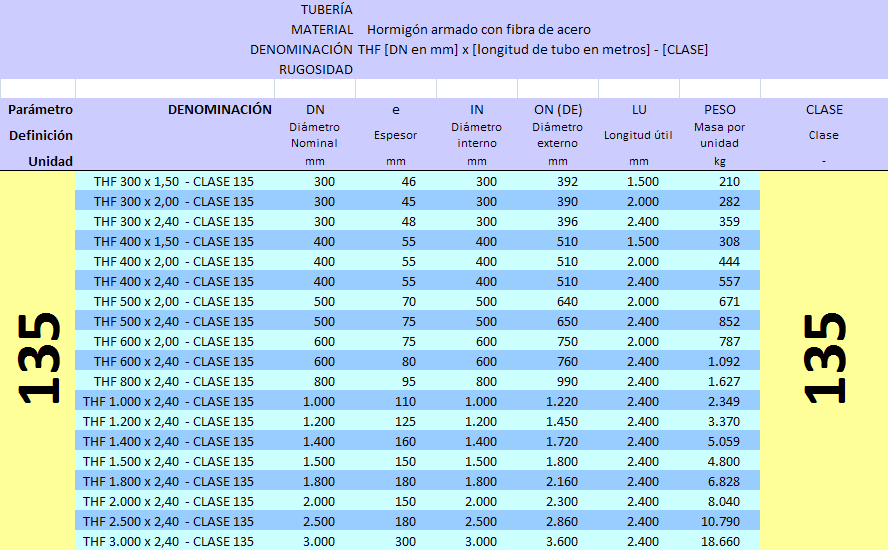 TUBERÍA
MATERIAL Hormigón armado con fibra de acero
DENOMINACIÓN THF [DN en mm] x [longitud de tubo en metros] - [CLASE]
RUGOSIDAD
Parámetro DENOMINACIÓN DN e IN ON (DE) LU PESO CLASE
Definición Diámetro Nominal Espesor Diámetro interno Diámetro externo Longitud útil Masa por unidad Clase
Unidad mm mm mm mm mm kg -
135
THF 300 x 1,50 - CLASE 135 300 46 300 392 1.500 210
THF 300 x 2,00 - CLASE 135 300 45 300 390 2.000 282
THF 300 x 2,40 - CLASE 135 300 48 300 396 2.400 359
THF 400 x 1,50 - CLASE 135 400 55 400 510 1.500 308
THF 400 x 2,00 - CLASE 135 400 55 400 510 2.000 444
THF 400 x 2,40 - CLASE 135 400 55 400 510 2.400 557
THF 500 x 2,00 - CLASE 135 500 70 500 640 2.000 671
THF 500 x 2,40 - CLASE 135 500 75 500 650 2.400 852
THF 600 x 2,00 - CLASE 135 600 75 600 750 2.000 787
THF 600 x 2,40 - CLASE 135 600 80 600 760 2.400 1.092
THF 800 x 2,40 - CLASE 135 800 95 800 990 2.400 1.627
THF 1.000 x 2,40 - CLASE 135 1.000 110 1.000 1.220 2.400 2.349
THF 1.200 x 2,40 - CLASE 135 1.200 125 1.200 1.450 2.400 3.370
THF 1.400 x 2,40 - CLASE 135 1.400 160 1.400 1.720 2.400 5.059
THF 1.500 x 2,40 - CLASE 135 1.500 150 1.500 1.800 2.400 4.800
THF 1.800 x 2,40 - CLASE 135 1.800 180 1.800 2.160 2.400 6.828
THF 2.000 x 2,40 - CLASE 135 2.000 150 2.000 2.300 2.400 8.040
THF 2.500 x 2,40 - CLASE 135 2.500 180 2.500 2.860 2.400 10.790
THF 3.000 x 2,40 - CLASE 135 3.000 300 3.000 3.600 2.400 18.660
135